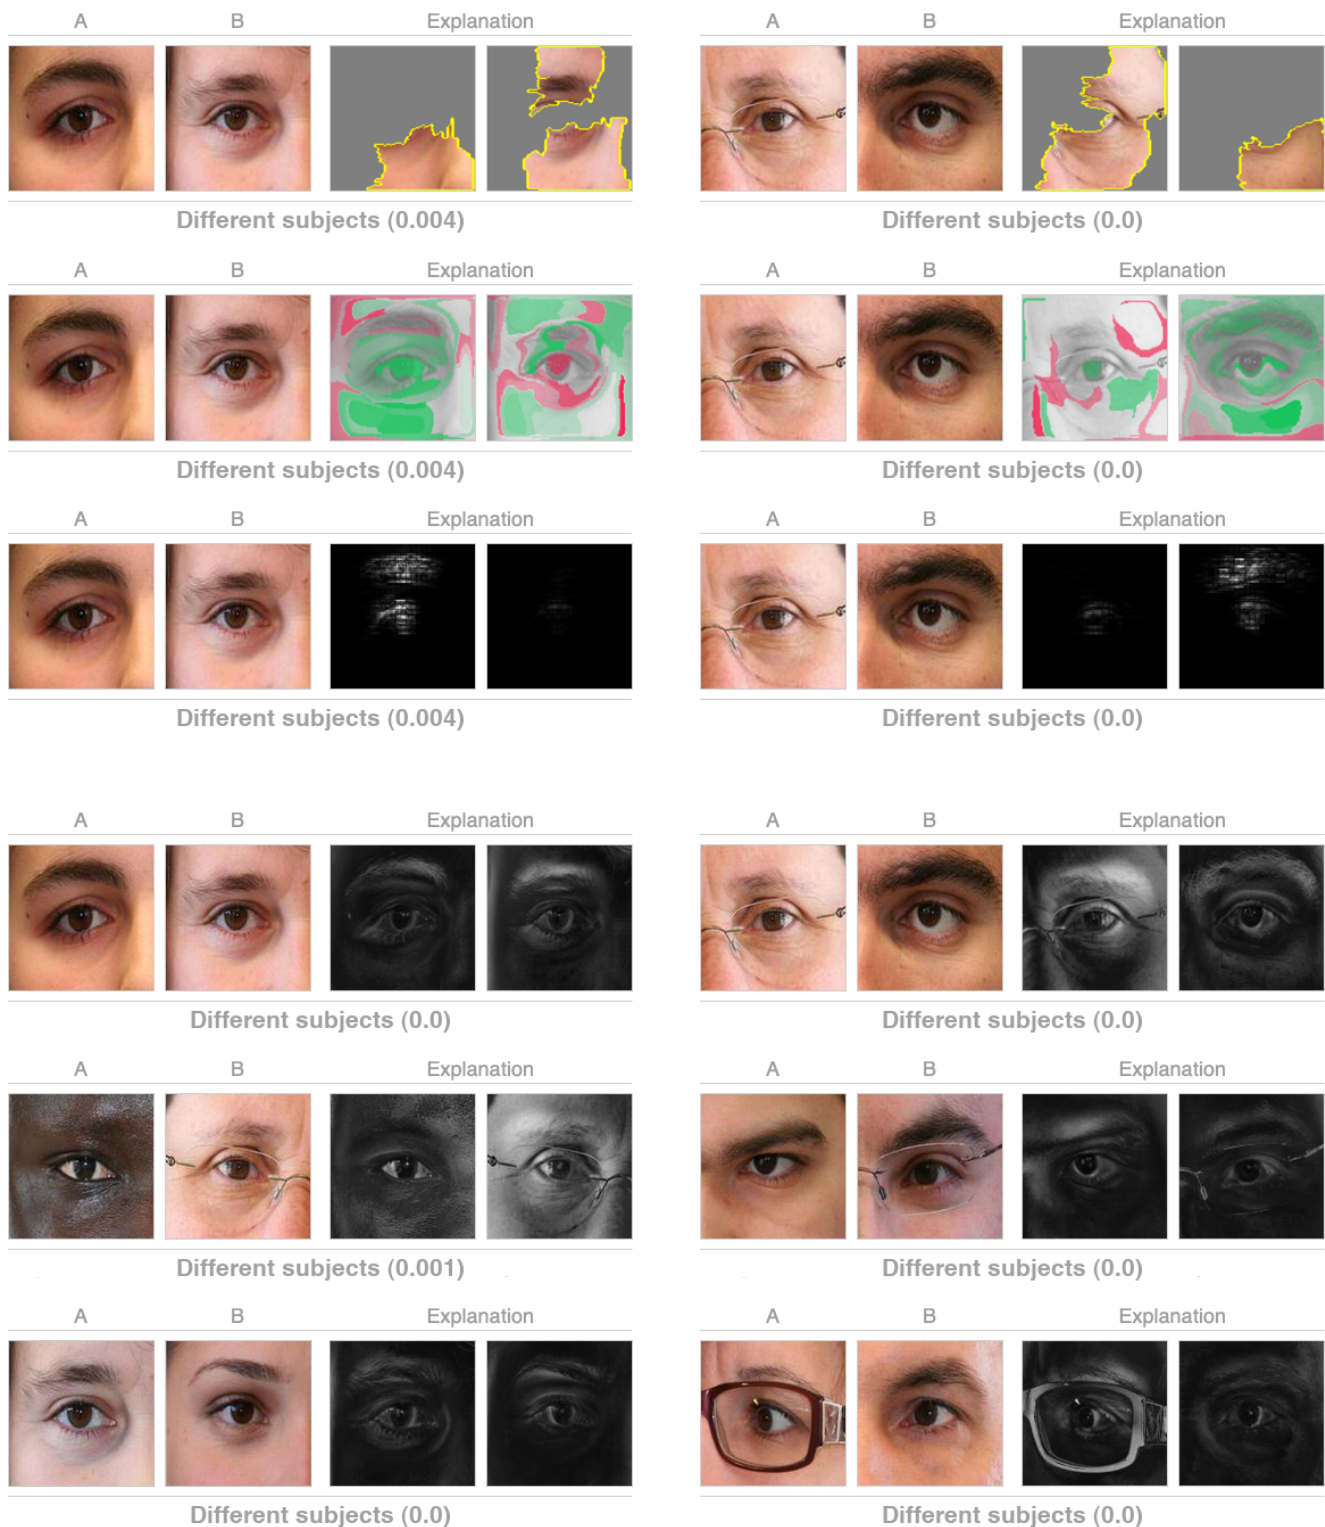 A B Explanation A B Explanation
Different subjects (0.004) Different subjects (0.0)
A B Explanation A B Explanation
Different subjects (0.004) Different subjects (0.0)
A B Explanation A B Explanation
Different subjects (0.004) Different subjects (0.0)
A B Explanation A B Explanation
Different subjects (0.0) Different subjects (0.0)
A B Explanation A B Explanation
Different subjects (0.001) Different subjects (0.0)
A B Explanation A B Explanation
Different subjects (0.0) Different subjects (0.0)